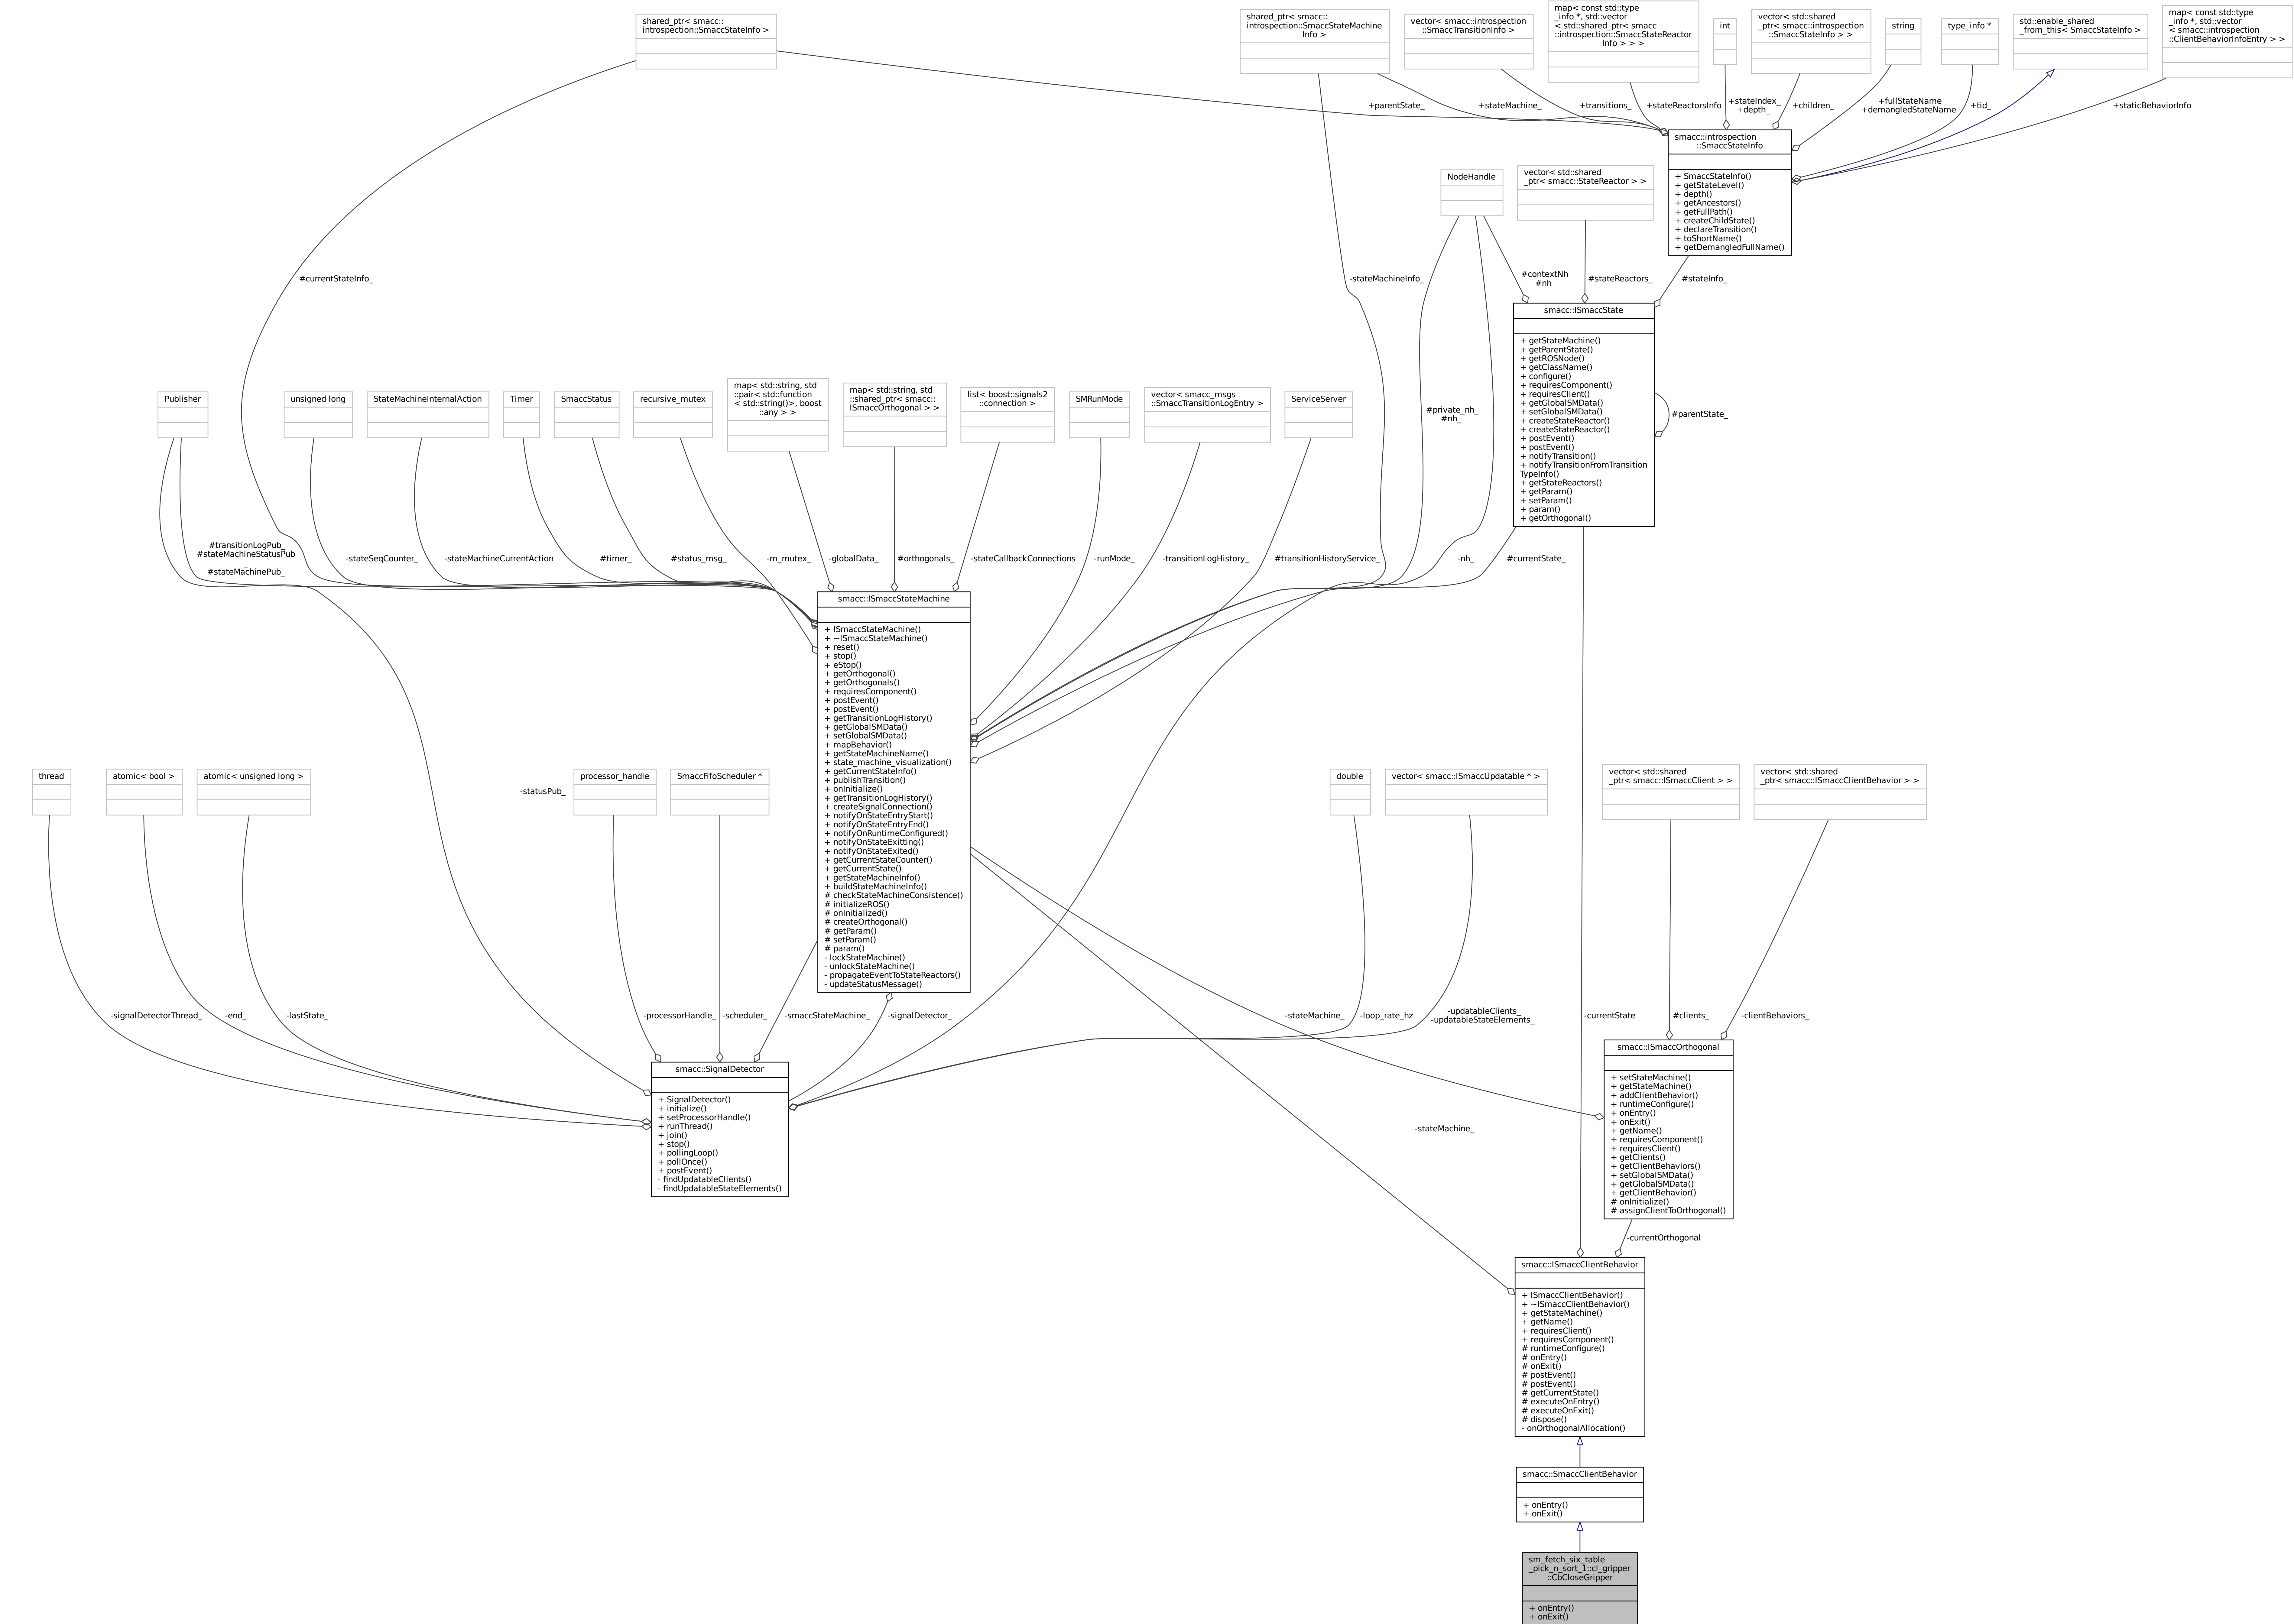 shared_ptr< smacc::
introspection::SmaccStateInfo >
shared_ptr< smacc::
introspection::SmaccStateMachine
Info >
vector< smacc::introspection
::SmaccTransitionInfo >
map< const std::type
_info *, std::vector
< std::shared_ptr< smacc
::introspection::SmaccStateReactor
Info > > >
int
vector< std::shared
_ptr< smacc::introspection
::SmaccStateInfo > >
string
type_info *
std::enable_shared
_from_this< SmaccStateInfo >
map< const std::type
_info *, std::vector
< smacc::introspection
::ClientBehaviorInfoEntry > >
+parentState_
+stateMachine_
+transitions_
+stateReactorsInfo
+stateIndex_
+depth_
+children_
+fullStateName
+demangledStateName
+tid_
+staticBehaviorInfo
smacc::introspection
::SmaccStateInfo
+ SmaccStateInfo()
+ getStateLevel()
+ depth()
+ getAncestors()
+ getFullPath()
+ createChildState()
+ declareTransition()
+ toShortName()
+ getDemangledFullName()
NodeHandle
vector< std::shared
_ptr< smacc::StateReactor > >
#currentStateInfo_
-stateMachineInfo_
#contextNh
#nh
#stateReactors_
#stateInfo_
smacc::ISmaccState
+ getStateMachine()
+ getParentState()
+ getROSNode()
+ getClassName()
+ configure()
+ requiresComponent()
+ requiresClient()
+ getGlobalSMData()
+ setGlobalSMData()
+ createStateReactor()
+ createStateReactor()
+ postEvent()
+ postEvent()
+ notifyTransition()
+ notifyTransitionFromTransition
TypeInfo()
+ getStateReactors()
+ getParam()
+ setParam()
+ param()
+ getOrthogonal()
#parentState_
Publisher
unsigned long
StateMachineInternalAction
Timer
SmaccStatus
recursive_mutex
map< std::string, std
::pair< std::function
< std::string()>, boost
::any > >
map< std::string, std
::shared_ptr< smacc::
ISmaccOrthogonal > >
list< boost::signals2
::connection >
SMRunMode
vector< smacc_msgs
::SmaccTransitionLogEntry >
ServiceServer
#private_nh_
#nh_
#transitionLogPub_
#stateMachineStatusPub
_
#stateMachinePub_
-stateSeqCounter_
-stateMachineCurrentAction
#timer_
#status_msg_
-m_mutex_
-globalData_
#orthogonals_
-stateCallbackConnections
-runMode_
-transitionLogHistory_
#transitionHistoryService_
-nh_
#currentState_
smacc::ISmaccStateMachine
+ ISmaccStateMachine()
+ ~ISmaccStateMachine()
+ reset()
+ stop()
+ eStop()
+ getOrthogonal()
+ getOrthogonals()
+ requiresComponent()
+ postEvent()
+ postEvent()
+ getTransitionLogHistory()
+ getGlobalSMData()
+ setGlobalSMData()
+ mapBehavior()
+ getStateMachineName()
+ state_machine_visualization()
+ getCurrentStateInfo()
+ publishTransition()
+ onInitialize()
+ getTransitionLogHistory()
+ createSignalConnection()
+ notifyOnStateEntryStart()
+ notifyOnStateEntryEnd()
+ notifyOnRuntimeConfigured()
+ notifyOnStateExitting()
+ notifyOnStateExited()
+ getCurrentStateCounter()
+ getCurrentState()
+ getStateMachineInfo()
+ buildStateMachineInfo()
# checkStateMachineConsistence()
# initializeROS()
# onInitialized()
# createOrthogonal()
# getParam()
# setParam()
# param()
- lockStateMachine()
- unlockStateMachine()
- propagateEventToStateReactors()
- updateStatusMessage()
thread
atomic< bool >
atomic< unsigned long >
-statusPub_
processor_handle
SmaccFifoScheduler *
double
vector< smacc::ISmaccUpdatable * >
vector< std::shared
_ptr< smacc::ISmaccClient > >
vector< std::shared
_ptr< smacc::ISmaccClientBehavior > >
-signalDetectorThread_
-end_
-lastState_
-processorHandle_
-scheduler_
-smaccStateMachine_
-signalDetector_
-stateMachine_
-loop_rate_hz
-updatableClients_
-updatableStateElements_
-currentState
#clients_
-clientBehaviors_
smacc::SignalDetector
+ SignalDetector()
+ initialize()
+ setProcessorHandle()
+ runThread()
+ join()
+ stop()
+ pollingLoop()
+ pollOnce()
+ postEvent()
- findUpdatableClients()
- findUpdatableStateElements()
smacc::ISmaccOrthogonal
+ setStateMachine()
+ getStateMachine()
+ addClientBehavior()
+ runtimeConfigure()
+ onEntry()
+ onExit()
+ getName()
+ requiresComponent()
+ requiresClient()
+ getClients()
+ getClientBehaviors()
+ setGlobalSMData()
+ getGlobalSMData()
+ getClientBehavior()
# onInitialize()
# assignClientToOrthogonal()
-stateMachine_
-currentOrthogonal
smacc::ISmaccClientBehavior
+ ISmaccClientBehavior()
+ ~ISmaccClientBehavior()
+ getStateMachine()
+ getName()
+ requiresClient()
+ requiresComponent()
# runtimeConfigure()
# onEntry()
# onExit()
# postEvent()
# postEvent()
# getCurrentState()
# executeOnEntry()
# executeOnExit()
# dispose()
- onOrthogonalAllocation()
smacc::SmaccClientBehavior
+ onEntry()
+ onExit()
sm_fetch_six_table
_pick_n_sort_1::cl_gripper
::CbCloseGripper
+ onEntry()
+ onExit()